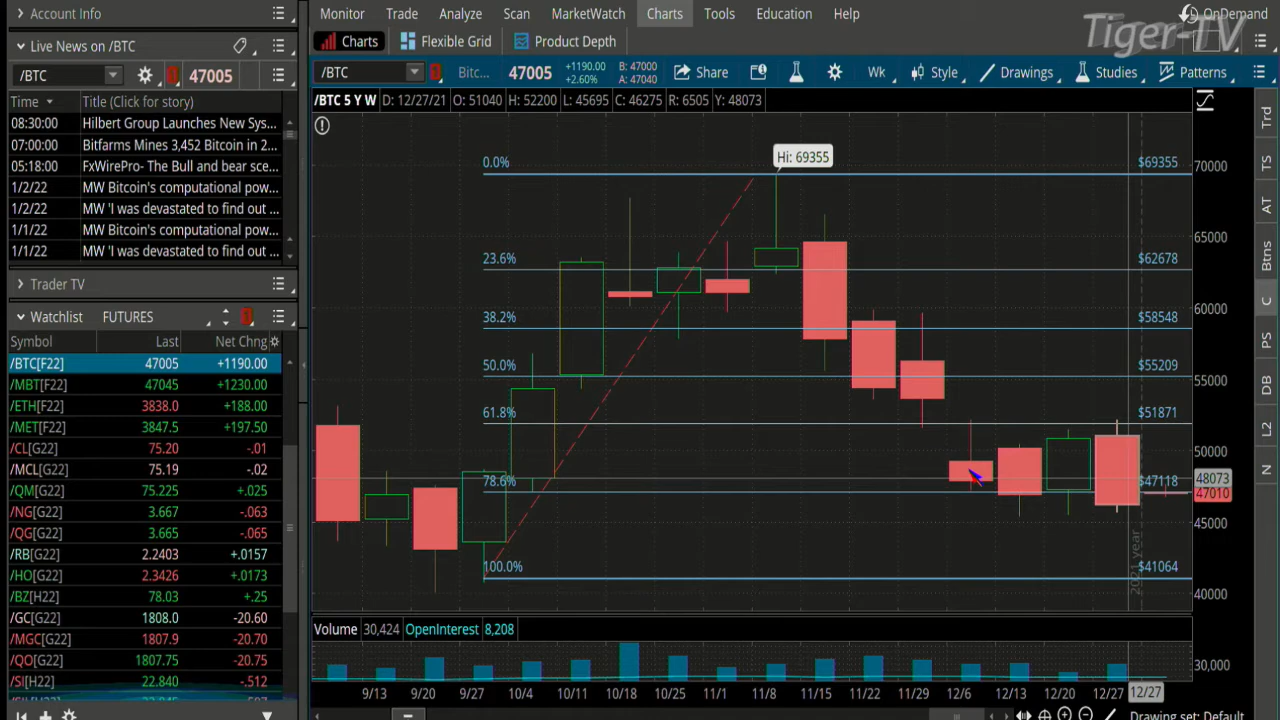 Account Info
Live News on /BTC
/BTC 47005
Time Title (Click for story)
08:30:00 Hilbert Group Launches New Sys...
07:00:00 Bitfarms Mines 3,452 Bitcoin in 2...
05:18:00 FxWirePro- The Bull and bear sce...
1/2/22 MW Bitcoin's computational pow...
1/2/22 MW 'I was devastated to find out ...
1/1/22 MW Bitcoin's computational pow...
1/1/22 MW 'I was devastated to find out ...
Trader TV
Watchlist FUTURES
Symbol Last Net Chng
/BTC[F22] 47005 +1190.00
/MBT[F22] 47045 +1230.00
/ETH[F22] 3838.0 +188.00
/MET[F22] 3847.5 +197.50
/CL[G22] 75.20 -.01
/MCL[G22] 75.19 -.02
/QM[G22] 75.225 -.025
/NG[G22] 3.667 -.063
/QG[G22] 3.665 -.065
/RB[G22] 2.2403 +.0157
/HO[G22] 2.3426 +.0173
/BZ[H22] 78.03 +.25
/GC[G22] 1808.0 -20.60
/MGC[G22] 1807.9 -20.70
/QO[G22] 1807.75 -20.75
/SI[H22] 22.840 -.512
Monitor Trade Analyze Scan MarketWatch Charts Tools Education Help
OnDemand
Tiger-TV
Charts Flexible Grid Product Depth
/BTC Bitc... 47005 +1190.00 +2.60% B: 47000 A: 47040 Share Wk Style Drawings Studies Patterns
/BTC 5 Y W D: 12/27/21 O: 51040 H: 52200 L: 45695 C: 46275 R: 6505 Y: 48073
Hi: 69355
0.0% $69355
23.6% $62678
38.2% $58548
50.0% $55209
61.8% $51871
78.6% $47118
100.0% $41064
70000
65000
60000
55000
50000
48073
47010
45000
40000
2021 year
Volume 30,424 OpenInterest 8,208
30,000
9/13 9/20 9/27 10/4 10/11 10/18 10/25 11/1 11/8 11/15 11/22 11/29 12/6 12/13 12/20 12/27 12/27
Drawing set: Default
Trd
TS
AT
Btns
C
PS
DB
L2
N